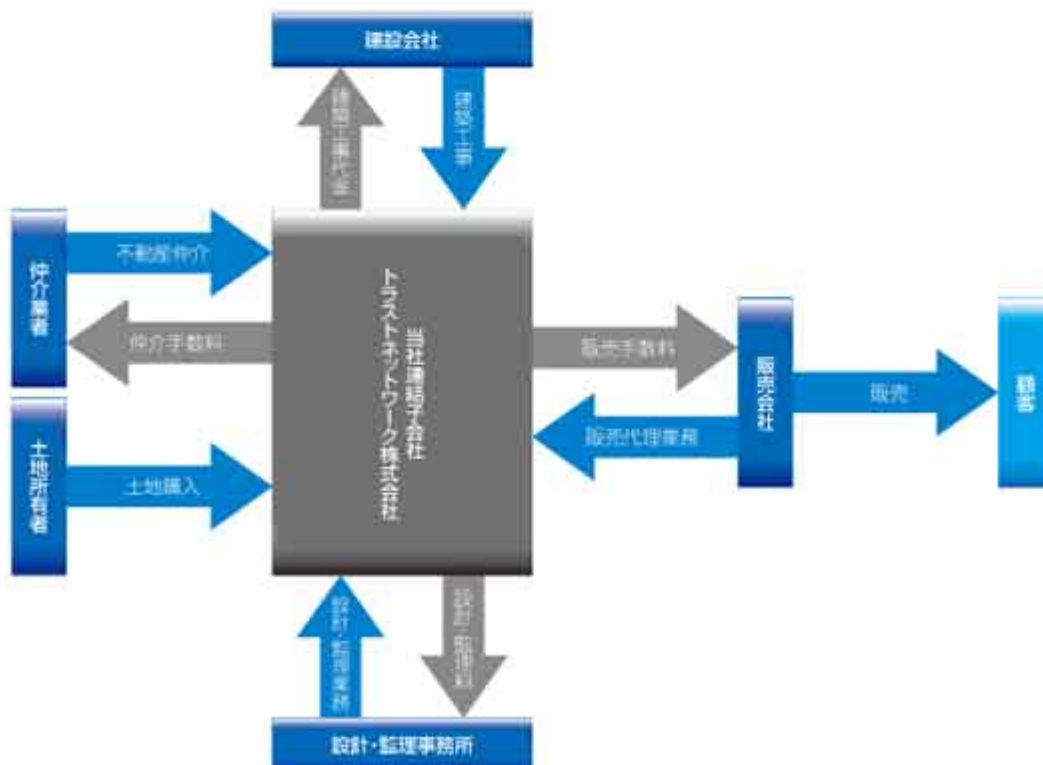 建設会社
建築工事代金
建築工事
仲介業者
不動産仲介
仲介手数料
当社連結子会社
トラストネットワーク株式会社
販売手数料
販売代理業務
販売会社
販売
顧客
土地所有者
土地購入
設計・監理業務
設計・監理料
設計・監理事務所